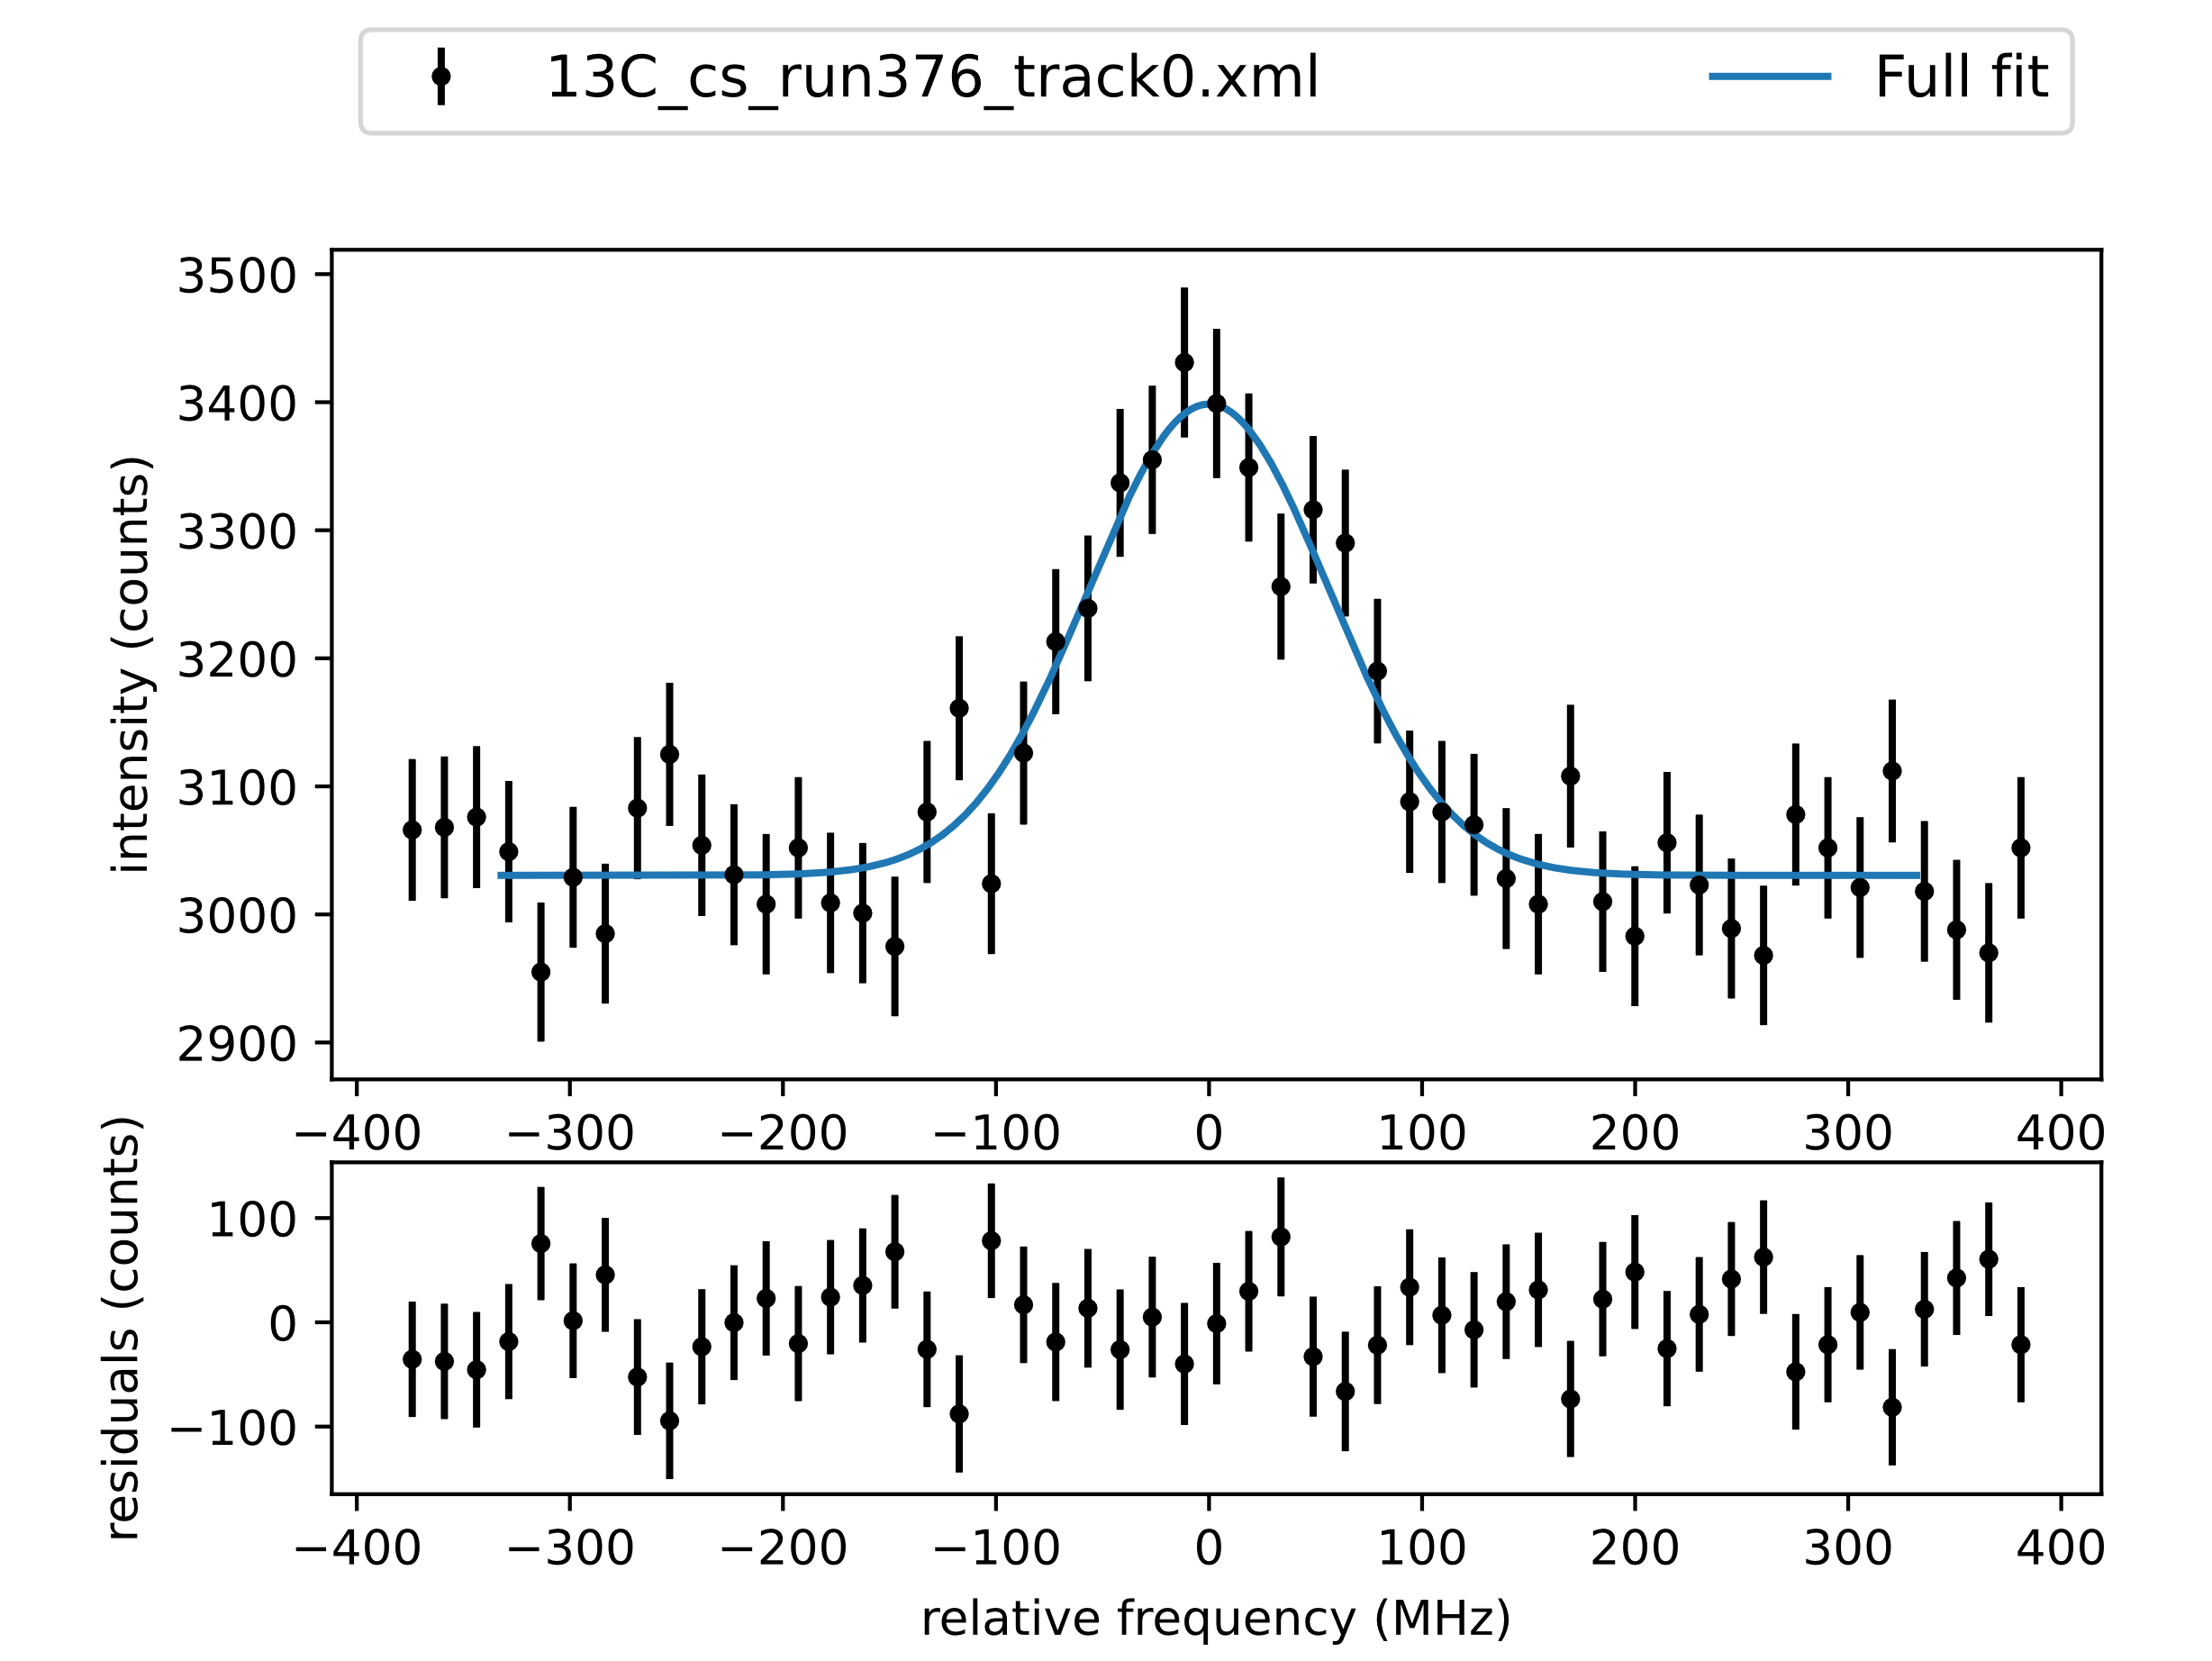 13C_cs_run376_track0.xml
Full fit
intensity (counts)
3500
3400
3300
3200
3100
3000
2900
−400 −300 −200 −100 0 100 200 300 400
residuals (counts)
100
0
−100
−400 −300 −200 −100 0 100 200 300 400
relative frequency (MHz)